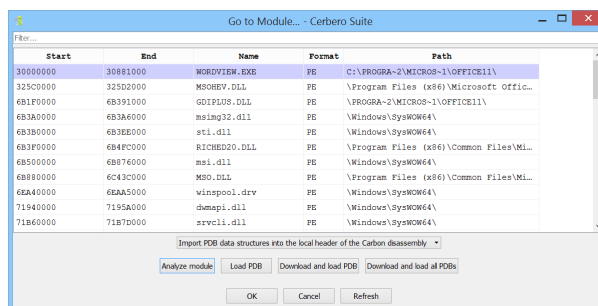 Go to Module... - Cerbero Suite
Filter...
Start End Name Format Path
30000000 30881000 WORDVIEW.EXE PE C:\PROGRA~2\MICROS~1\OFFICE11\
325C0000 325D2000 MSOHEV.DLL PE \Program Files (x86)\Microsoft Offic...
6B1F0000 6B391000 GDIPLUS.DLL PE \PROGRA~2\MICROS~1\OFFICE11\
6B3A0000 6B3A6000 msimg32.dll PE \Windows\SysWOW64\
6B3B0000 6B3EE000 sti.dll PE \Windows\SysWOW64\
6B3F0000 6B4FC000 RICHED20.DLL PE \Program Files (x86)\Common Files\Mi...
6B500000 6B876000 msi.dll PE \Windows\SysWOW64\
6B880000 6C43C000 MSO.DLL PE \Program Files (x86)\Common Files\Mi...
6EA40000 6EAA5000 winspool.drv PE \Windows\SysWOW64\
71940000 7195A000 dwmapi.dll PE \Windows\SysWOW64\
71B60000 71B7D000 srvcli.dll PE \Windows\SysWOW64\
Import PDB data structures into the local header of the Carbon disassembly
Analyze module Load PDB Download and load PDB Download and load all PDBs
OK Cancel Refresh